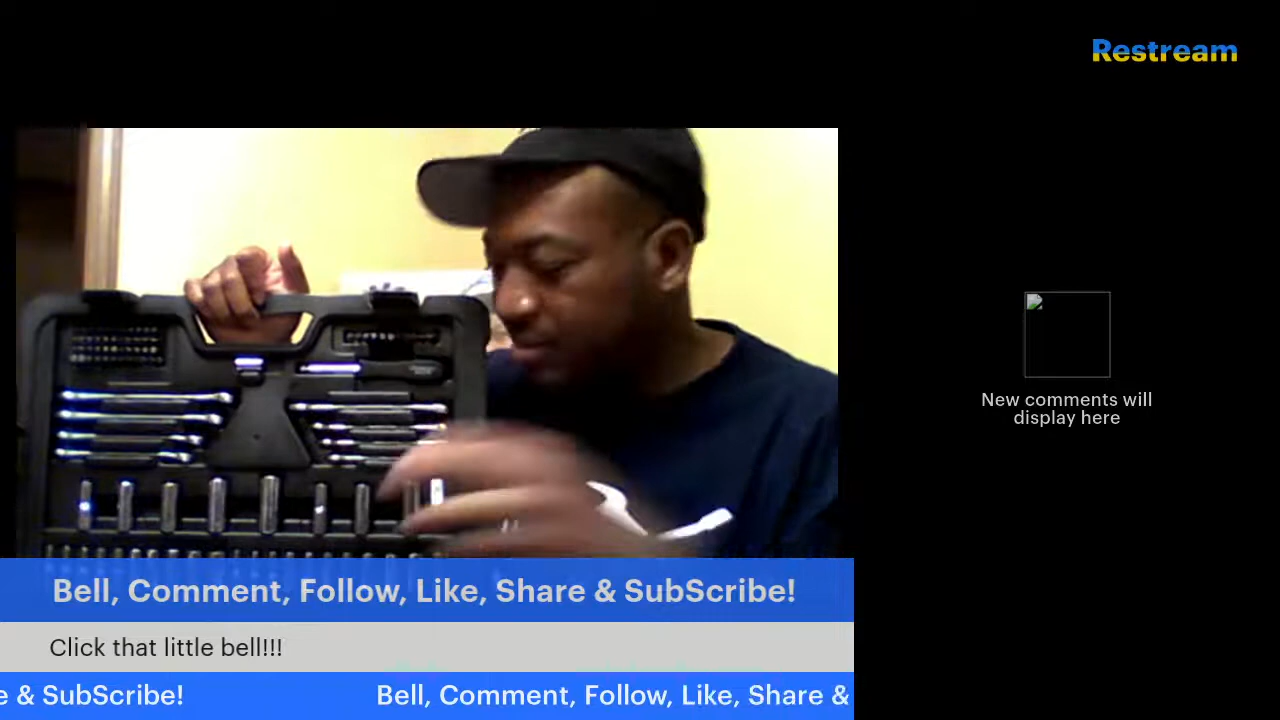 Restream
New comments will
display here
Bell, Comment, Follow, Like, Share & SubScribe!
Click that little bell!!!
e & SubScribe! Bell, Comment, Follow, Like, Share &